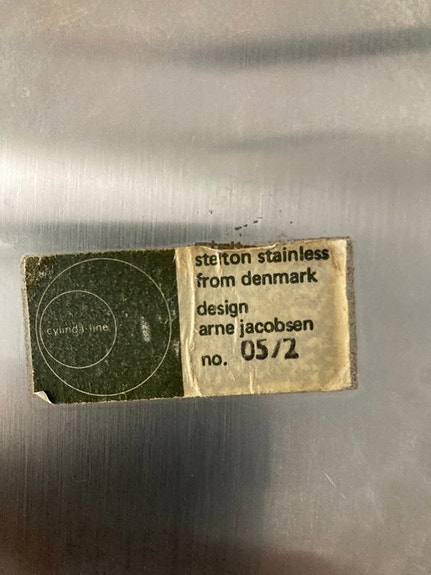 cylinda-line
stelton stainless
from denmark
design
arne jacobsen
no. 05/2